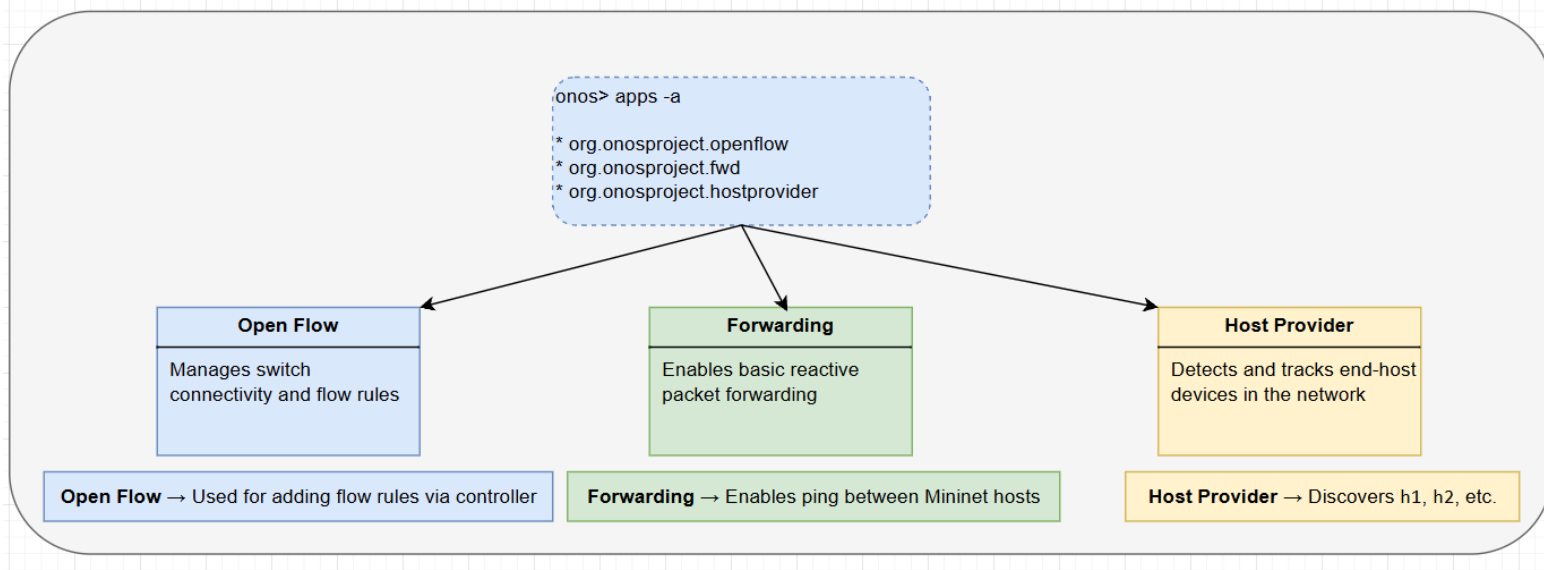 onos> apps -a
* org.onosproject.openflow
* org.onosproject.fwd
* org.onosproject.hostprovider
Open Flow
Manages switch
connectivity and flow rules
Forwarding
Enables basic reactive
packet forwarding
Host Provider
Detects and tracks end-host
devices in the network
Open Flow → Used for adding flow rules via controller
Forwarding → Enables ping between Mininet hosts
Host Provider → Discovers h1, h2, etc.